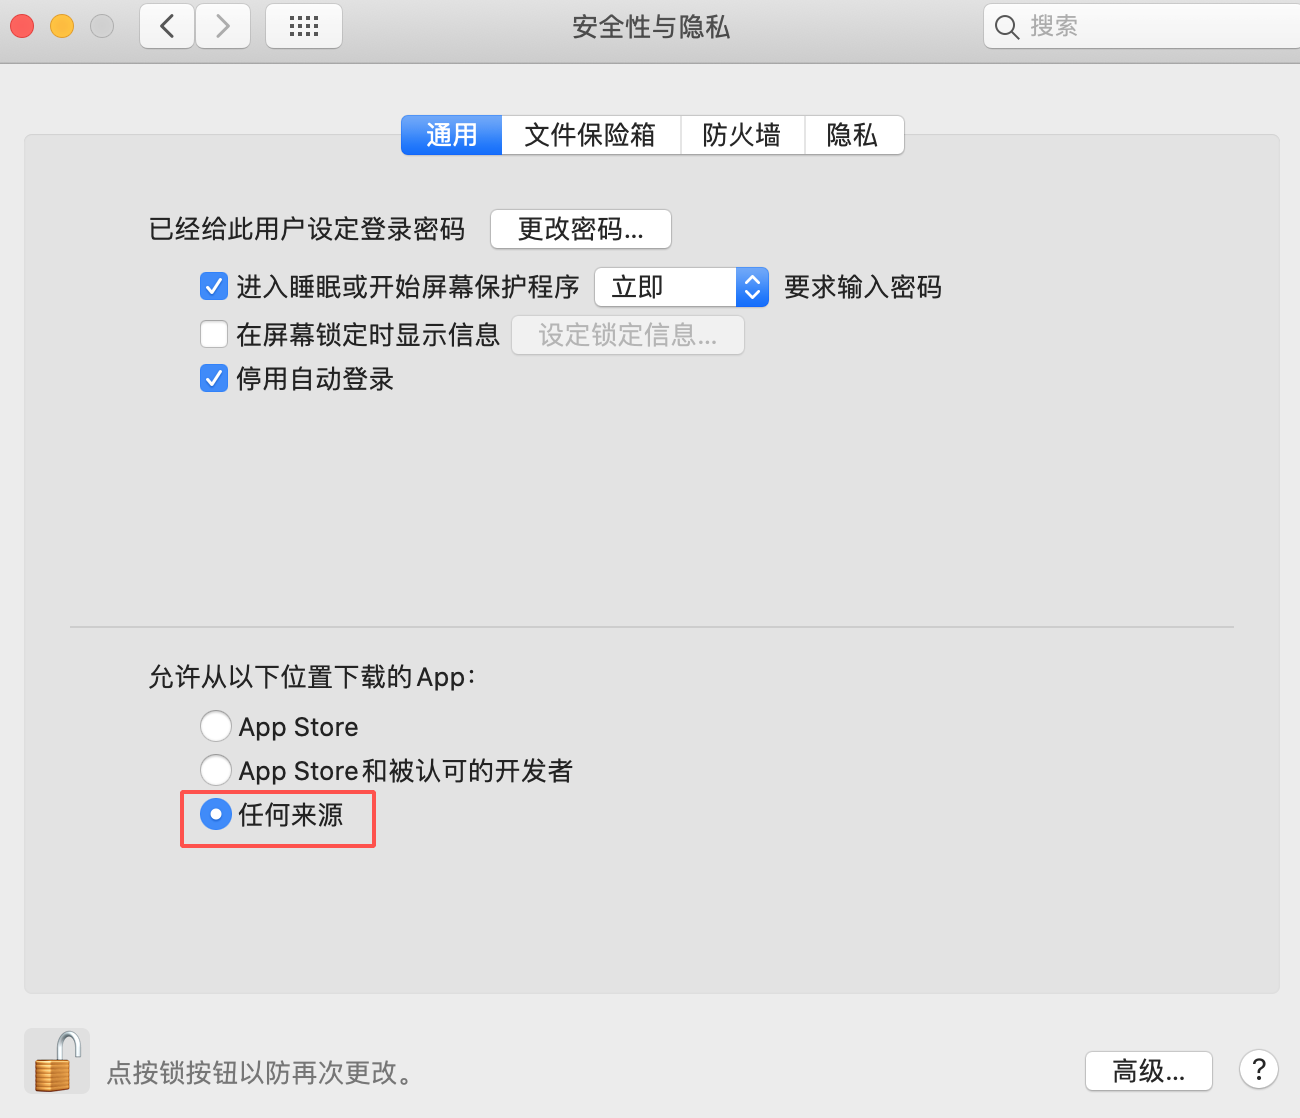 安全性与隐私
搜索
通用 文件保险箱 防火墙 隐私
已经给此用户设定登录密码 更改密码...
进入睡眠或开始屏幕保护程序 立即 要求输入密码
在屏幕锁定时显示信息 设定锁定信息...
停用自动登录
允许从以下位置下载的App：
App Store
App Store和被认可的开发者
任何来源
点按锁按钮以防再次更改。
高级... ?